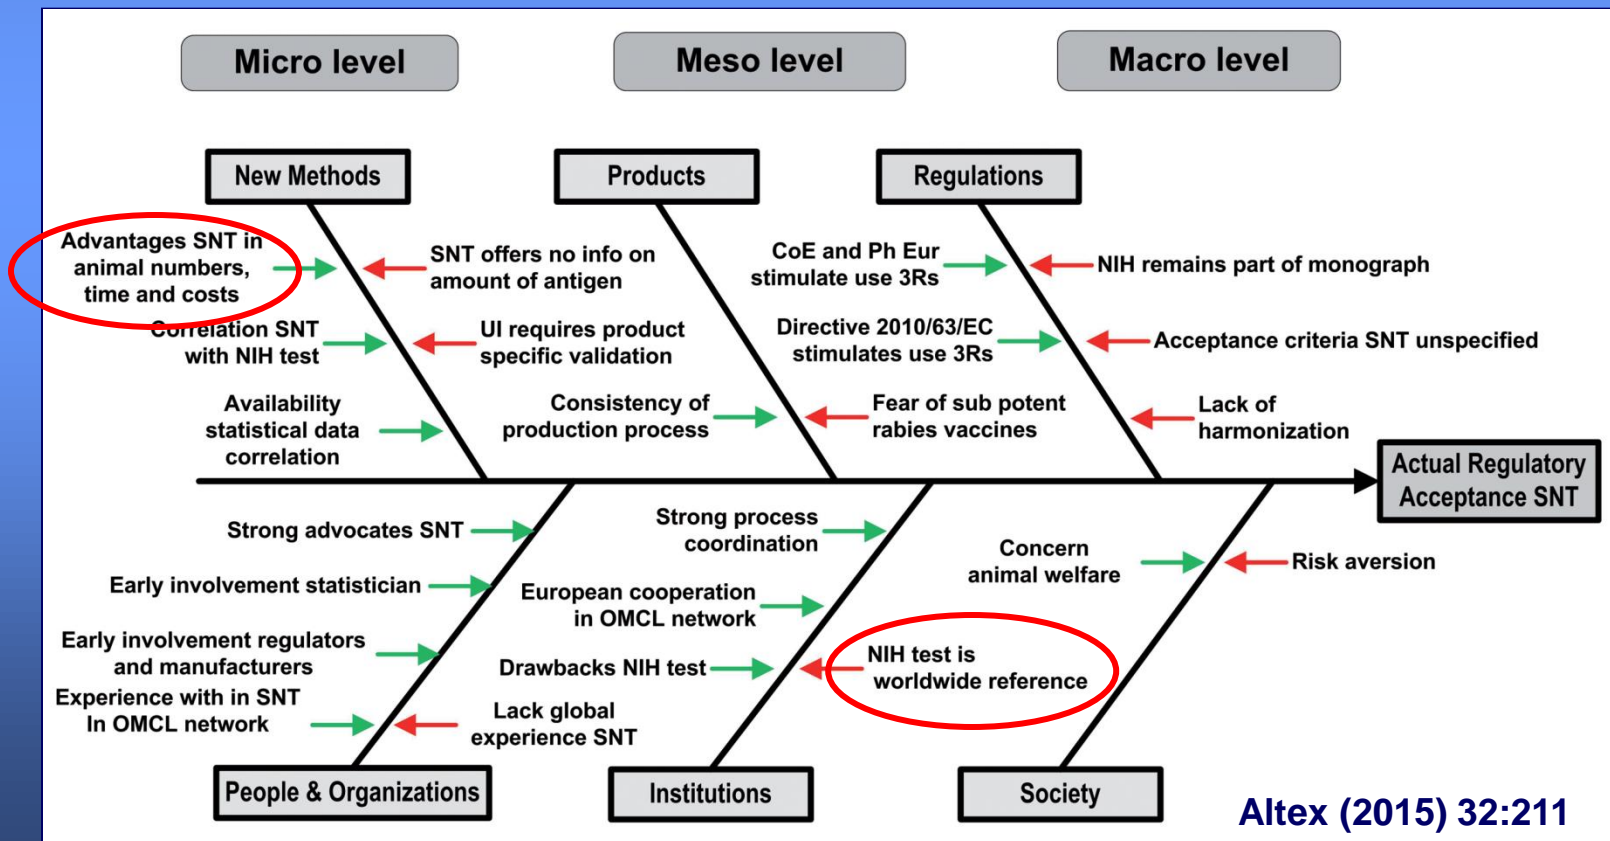 Micro level
Meso level
Macro level
New Methods
Products
Regulations
Advantages SNT in
animal numbers,
time and costs
SNT offers no info on
amount of antigen
CoE and Ph Eur
stimulate use 3Rs
NIH remains part of monograph
Correlation SNT
with NIH test
UI requires product
specific validation
Directive 2010/63/EC
stimulates use 3Rs
Acceptance criteria SNT unspecified
Availability
statistical data
correlation
Consistency of
production process
Fear of sub potent
rabies vaccines
Lack of
harmonization
Actual Regulatory
Acceptance SNT
Strong advocates SNT
Strong process
coordination
Concern
animal welfare
Risk aversion
Early involvement statistician
European cooperation
in OMCL network
Early involvement regulators
and manufacturers
Drawbacks NIH test
NIH test is
worldwide reference
Experience with in SNT
In OMCL network
Lack global
experience SNT
People & Organizations
Institutions
Society
Altex (2015) 32:211